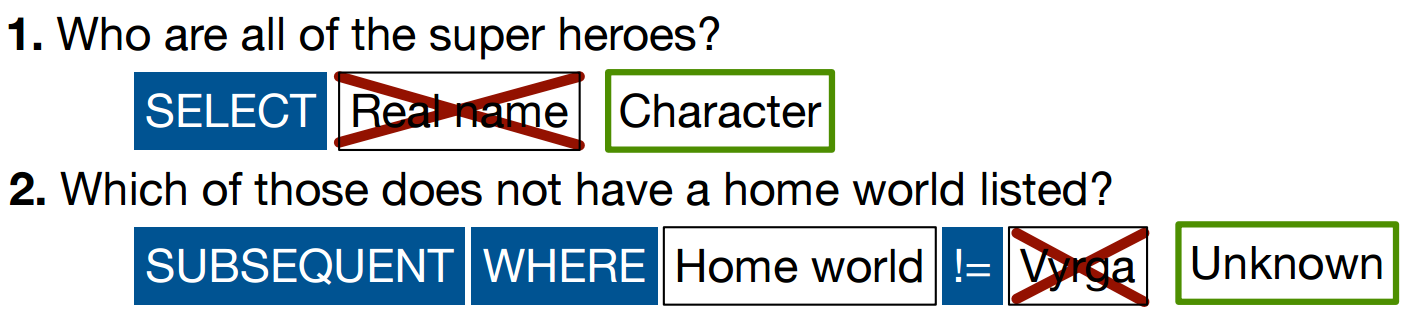 1. Who are all of the super heroes?
SELECT Real name Character
2. Which of those does not have a home world listed?
SUBSEQUENT WHERE Home world != Vyrga Unknown